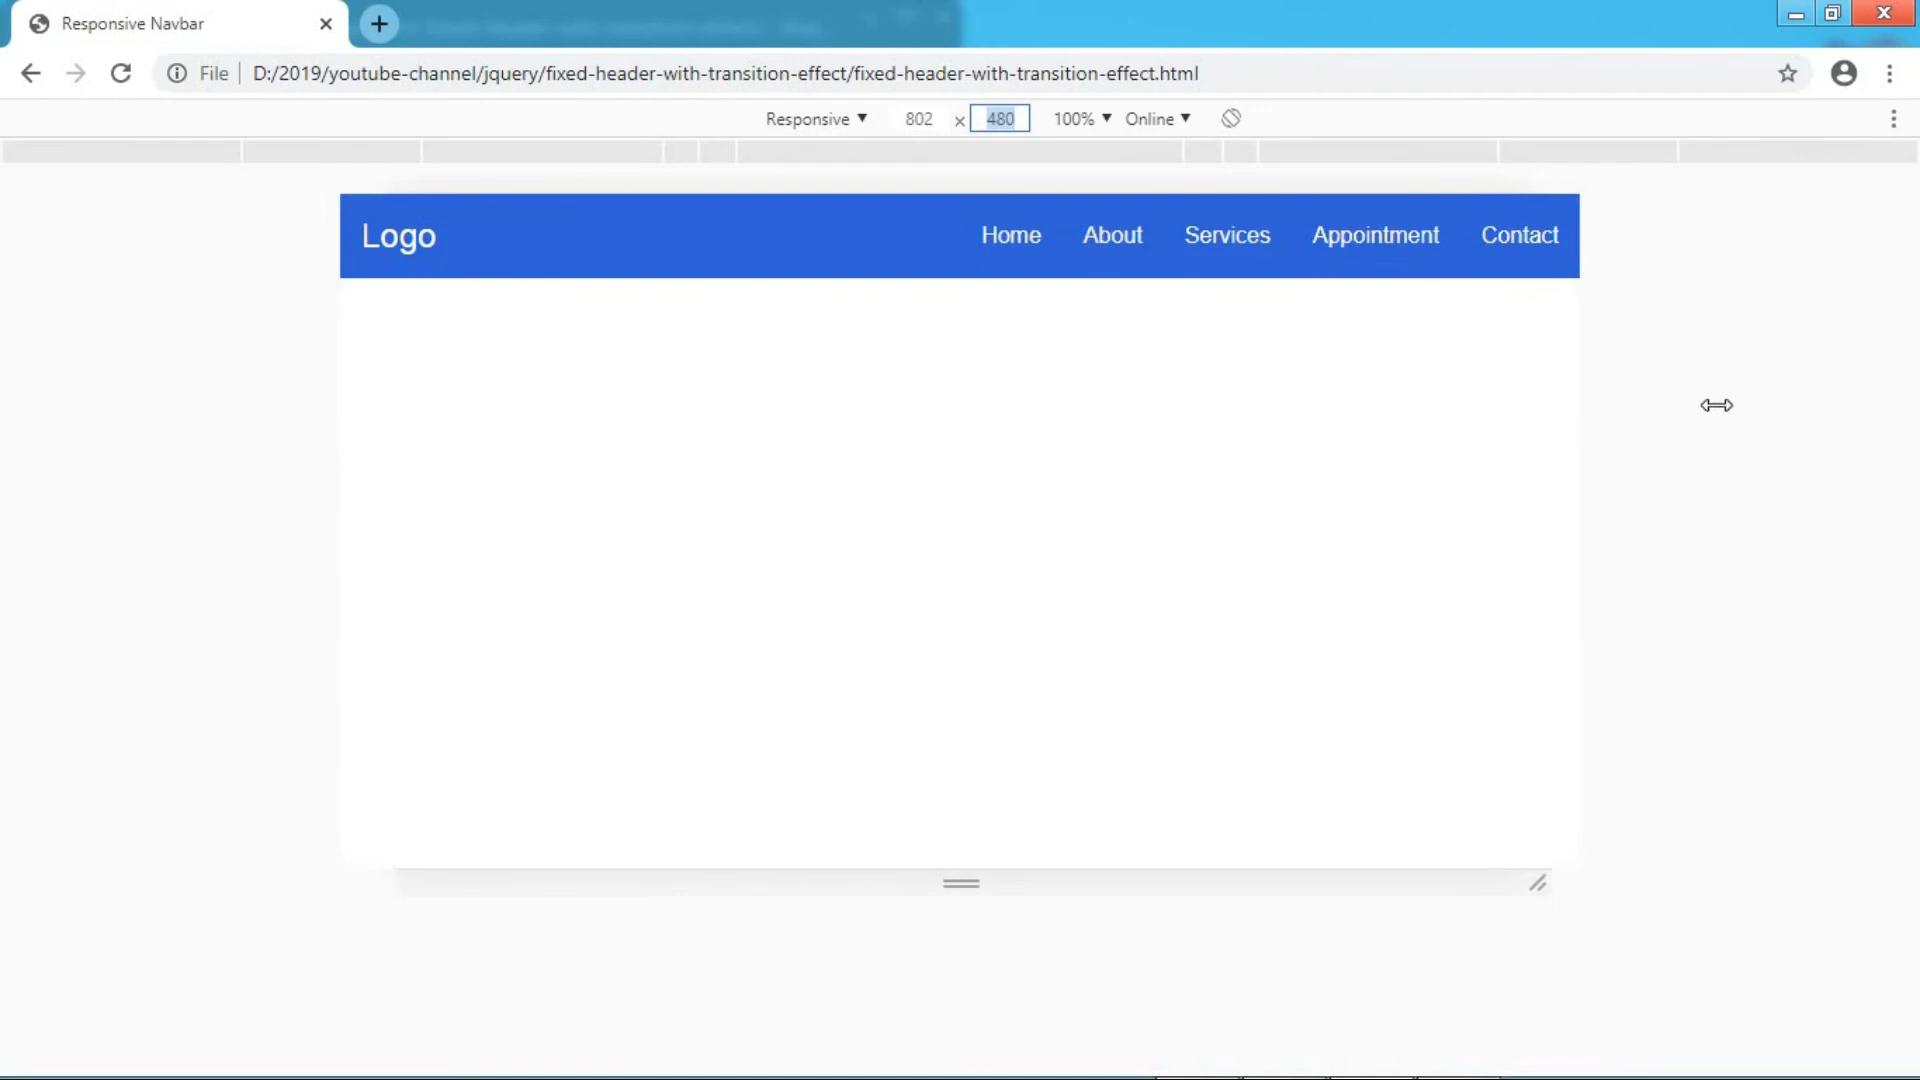 Responsive Navbar
File D:/2019/youtube-channel/jquery/fixed-header-with-transition-effect/fixed-header-with-transition-effect.html
Responsive 802 x 480 100% Online
Logo Home About Services Appointment Contact